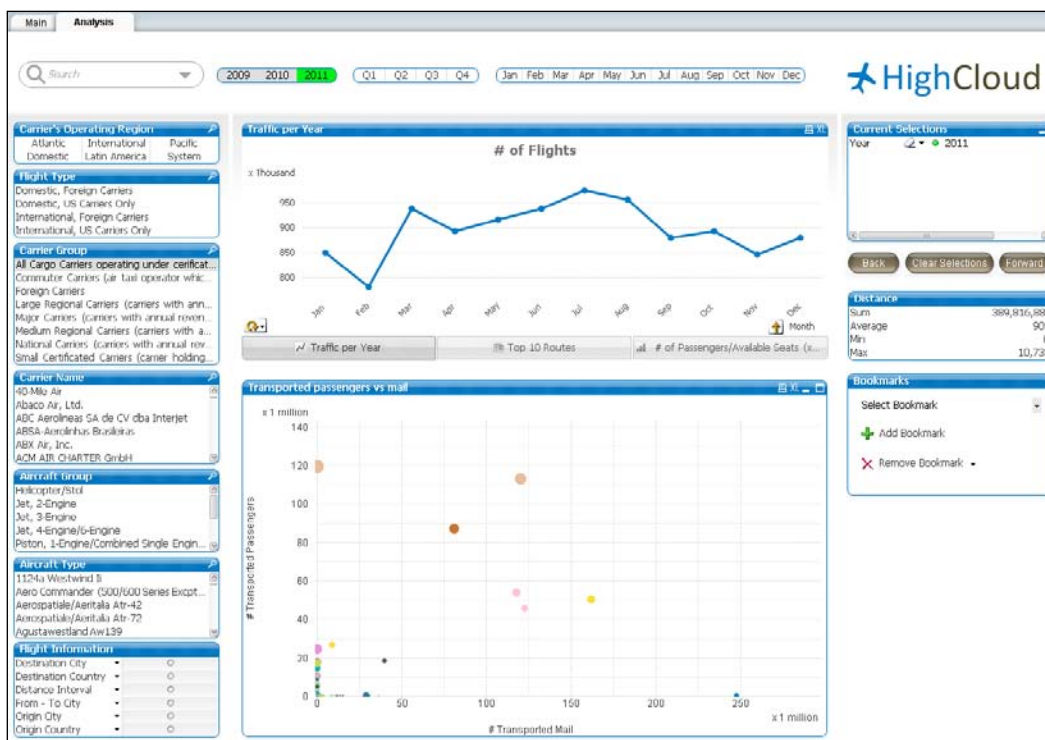 Main Analysis
Search
2009 2010 2011
Q1 Q2 Q3 Q4
Jan Feb Mar Apr May Jun Jul Aug Sep Oct Nov Dec
HighCloud
Carrier's Operating Region
Atlantic International Pacific
Domestic Latin America System
Flight Type
Domestic, Foreign Carriers
Domestic, US Carriers Only
International, Foreign Carriers
International, US Carriers Only
Carrier Group
All Cargo Carriers operating under cerificat...
Commuter Carriers (air taxi operator whic...
Foreign Carriers
Large Regional Carriers (carriers with ann...
Major Carriers (carriers with annual reven...
Medium Regional Carriers (carriers with a...
National Carriers (carriers with annual rev...
Small Certificated Carriers (carrier holding...
Carrier Name
40-Mile Air
Abaco Air, Ltd.
ABC Aerolineas SA de CV dba Interjet
ABSA-Aerolinhas Brasileiras
ABX Air, Inc.
ACM AIR CHARTER GmbH
Aircraft Group
Helicopter/Stol
Jet, 2-Engine
Jet, 3-Engine
Jet, 4-Engine/6-Engine
Piston, 1-Engine/Combined Single Engin...
Aircraft Type
1124a Westwind Ii
Aero Commander (500/600 Series Excpt...
Aerospatiale/Aeritalia Atr-42
Aerospatiale/Aeritalia Atr-72
Agustawestland Aw139
Flight Information
Destination City
Destination Country
Distance Interval
From - To City
Origin City
Origin Country
Traffic per Year XL
# of Flights
x Thousand
950
900
850
800
Jan Feb Mar Apr May Jun Jul Aug Sep Oct Nov Dec
Month
Traffic per Year Top 10 Routes # of Passengers/Available Seats (x...
Transported passengers vs mail XL
x 1 million
140
120
100
80
60
40
20
0
# Transported Passengers
0 50 100 150 200 250
x 1 million
# Transported Mail
Current Selections
Year 2011
Back Clear Selections Forward
Distance
Sum 389,816,88
Average 90
Min
Max 10,73
Bookmarks
Select Bookmark
Add Bookmark
Remove Bookmark